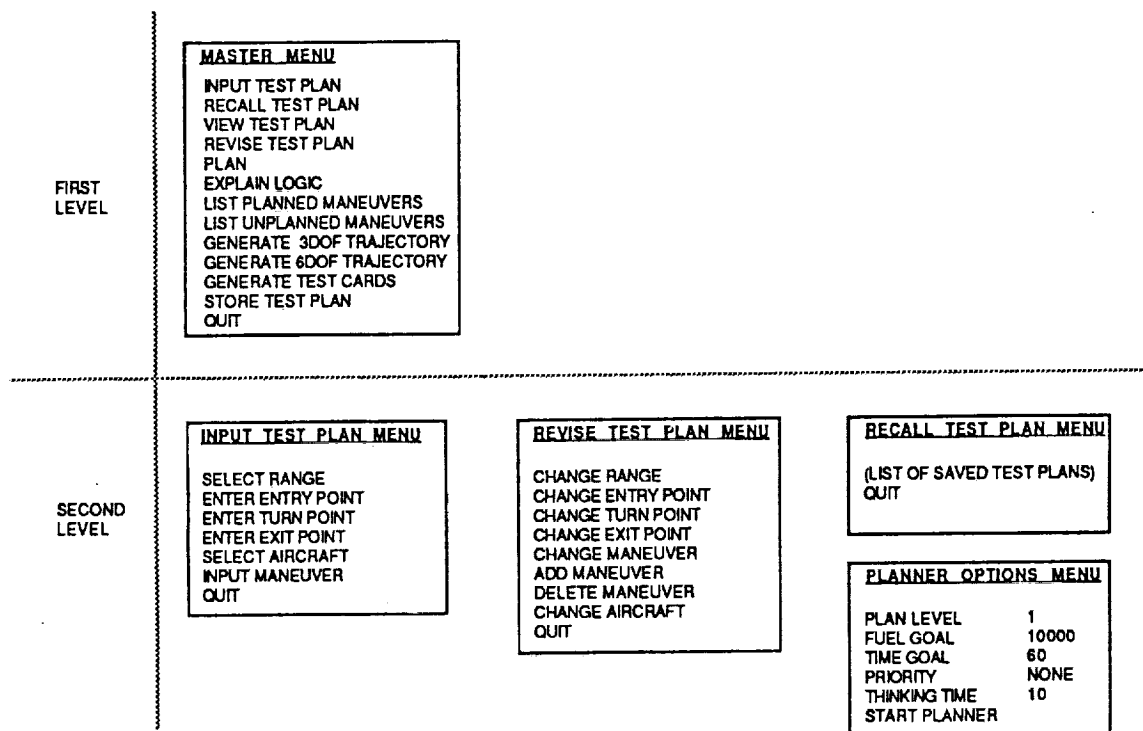 FIRST
LEVEL
MASTER MENU
INPUT TEST PLAN
RECALL TEST PLAN
VIEW TEST PLAN
REVISE TEST PLAN
PLAN
EXPLAIN LOGIC
LIST PLANNED MANEUVERS
LIST UNPLANNED MANEUVERS
GENERATE 3DOF TRAJECTORY
GENERATE 6DOF TRAJECTORY
GENERATE TEST CARDS
STORE TEST PLAN
QUIT
SECOND
LEVEL
INPUT TEST PLAN MENU
SELECT RANGE
ENTER ENTRY POINT
ENTER TURN POINT
ENTER EXIT POINT
SELECT AIRCRAFT
INPUT MANEUVER
QUIT
REVISE TEST PLAN MENU
CHANGE RANGE
CHANGE ENTRY POINT
CHANGE TURN POINT
CHANGE EXIT POINT
CHANGE MANEUVER
ADD MANEUVER
DELETE MANEUVER
CHANGE AIRCRAFT
QUIT
RECALL TEST PLAN MENU
(LIST OF SAVED TEST PLANS)
QUIT
PLANNER OPTIONS MENU
PLAN LEVEL 1
FUEL GOAL 10000
TIME GOAL 60
PRIORITY NONE
THINKING TIME 10
START PLANNER